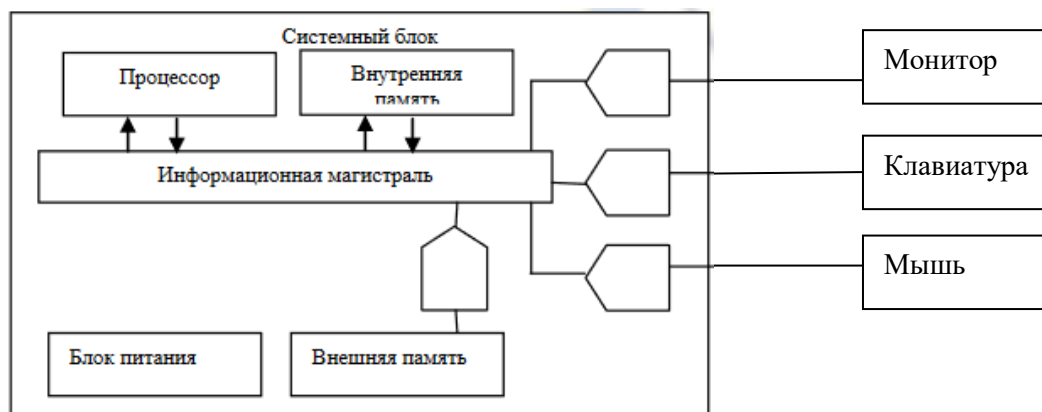 Системный блок
Процессор
Внутренняя
память
Информационная магистраль
Блок питания
Внешняя память
Монитор
Клавиатура
Мышь